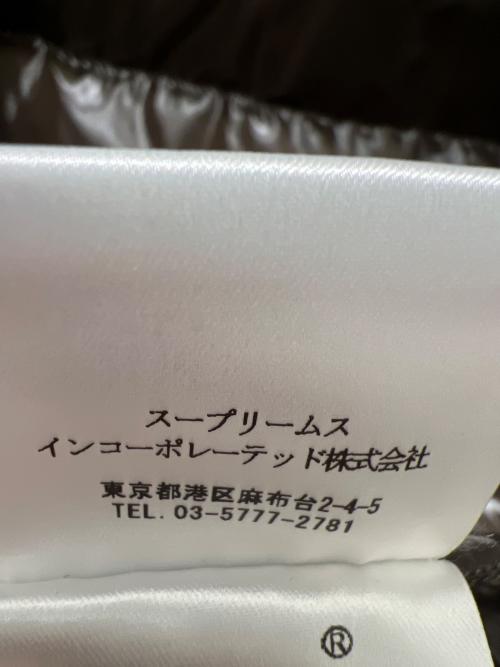 スープリームス
インコーポレーテッド株式会社
東京都港区麻布台2-4-5
TEL. 03-5777-2781
®